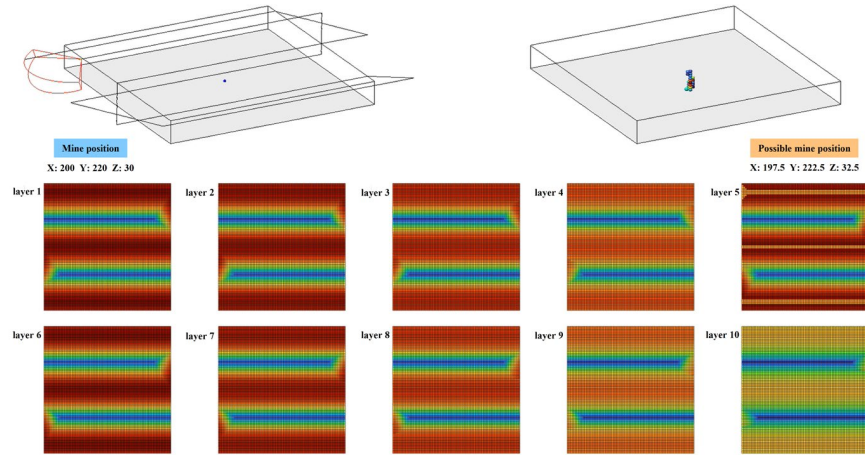 Mine position
X: 200 Y: 220 Z: 30
Possible mine position
X: 197.5 Y: 222.5 Z: 32.5
layer 1
layer 2
layer 3
layer 4
layer 5
layer 6
layer 7
layer 8
layer 9
layer 10